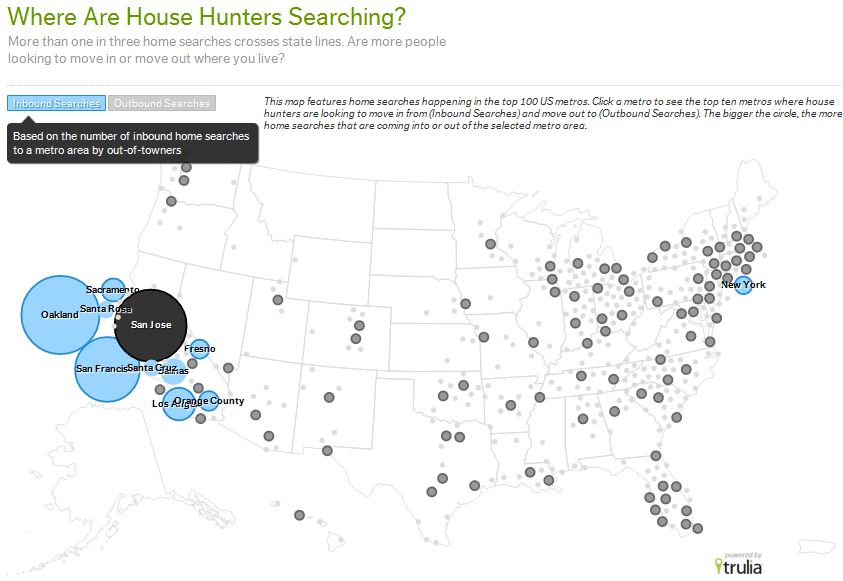 Where Are House Hunters Searching?
More than one in three home searches crosses state lines. Are more people
looking to move in or move out where you live?
Inbound Searches
Outbound Searches
This map features home searches happening in the top 100 US metros. Click a metro to see the top ten metros where house
hunters are looking to move in from (Inbound Searches) and move out to (Outbound Searches). The bigger the circle, the more
home searches that are coming into or out of the selected metro area.
Based on the number of inbound home searches
to a metro area by out-of-towners
Sacramento
New York
Santa Rosa
Oakland
San Jose
Fresno
San Francis
Santa Cruz
Los Ang
Orange County
powered by
trulia